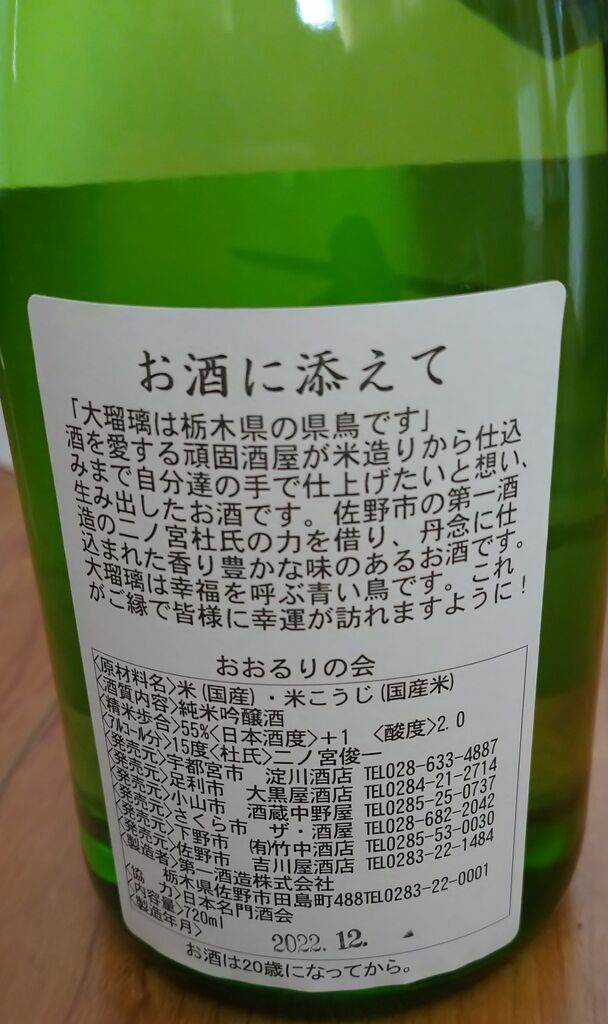 お酒に添えて
「大瑠璃は栃木県の県鳥です」
酒を愛する頑固酒屋が米造りから仕込
みまで自分達の手で仕上げたいと想い、
生み出したお酒です。佐野市の第一酒
造の二ノ宮杜氏の力を借り、丹念に仕
込まれた香り豊かな味のあるお酒です。
大瑠璃は幸福を呼ぶ青い鳥です。これ
がご縁で皆様に幸運が訪れますように！
おおるりの会
<原材料名>米(国産)・米こうじ(国産米)
<酒質内容>純米吟醸酒
<精米歩合>55%<日本酒度>+1 <酸度>2.0
<アルコール分>15度<杜氏>二ノ宮俊一
<発売元>宇都宮市 淀川酒店 TEL028-633-4887
<発売元>足利市 大黒屋酒店 TEL0284-21-2714
<発売元>小山市 酒蔵中野屋 TEL0285-25-0737
<発売元>さくら市 ザ・酒屋 TEL028-682-2042
<発売元>下野市 ㈲竹中酒店 TEL0285-53-0030
<発売元>佐野市 吉川屋酒店 TEL0283-22-1484
<製造者>第一酒造株式会社
栃木県佐野市田島町488TEL0283-22-0001
<協 力>日本名門酒会
<内容量>720ml
<製造年月> 2022.12.
お酒は20歳になってから。